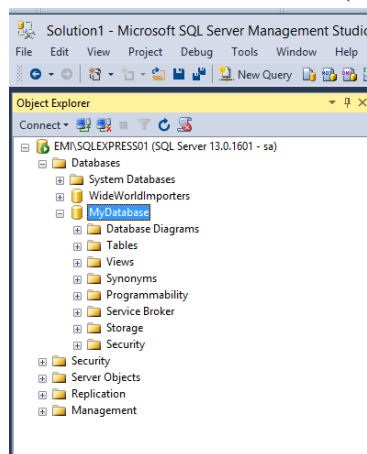 Solution1 - Microsoft SQL Server Management Studio
File Edit View Project Debug Tools Window Help
New Query
Object Explorer
Connect
EMI\SQLEXPRESS01 (SQL Server 13.0.1601 - sa)
Databases
System Databases
WideWorldImporters
MyDatabase
Database Diagrams
Tables
Views
Synonyms
Programmability
Service Broker
Storage
Security
Security
Server Objects
Replication
Management